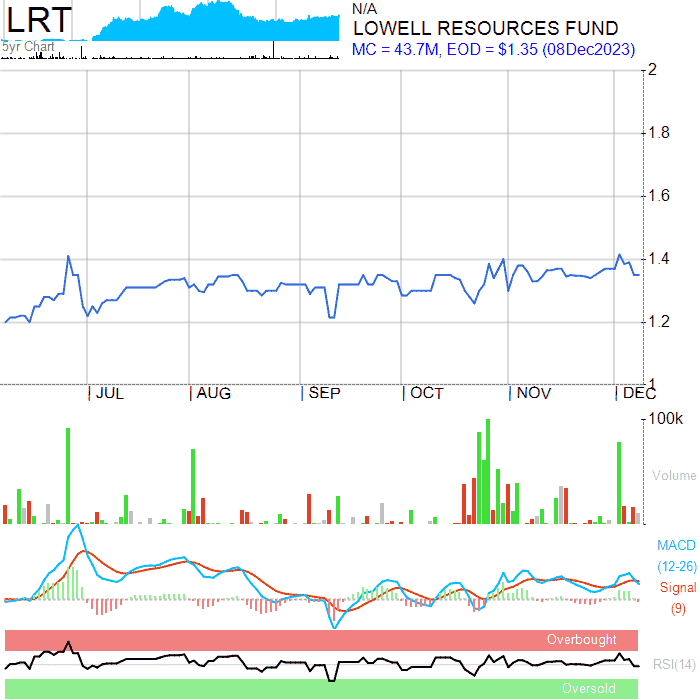 LRT
5yr Chart
N/A
LOWELL RESOURCES FUND
MC = 43.7M, EOD = $1.35 (08Dec2023)
2
1.8
1.6
1.4
1.2
1
JUL AUG SEP OCT NOV DEC
100k
Volume
MACD
(12-26)
Signal
(9)
Overbought
RSI(14)
Oversold